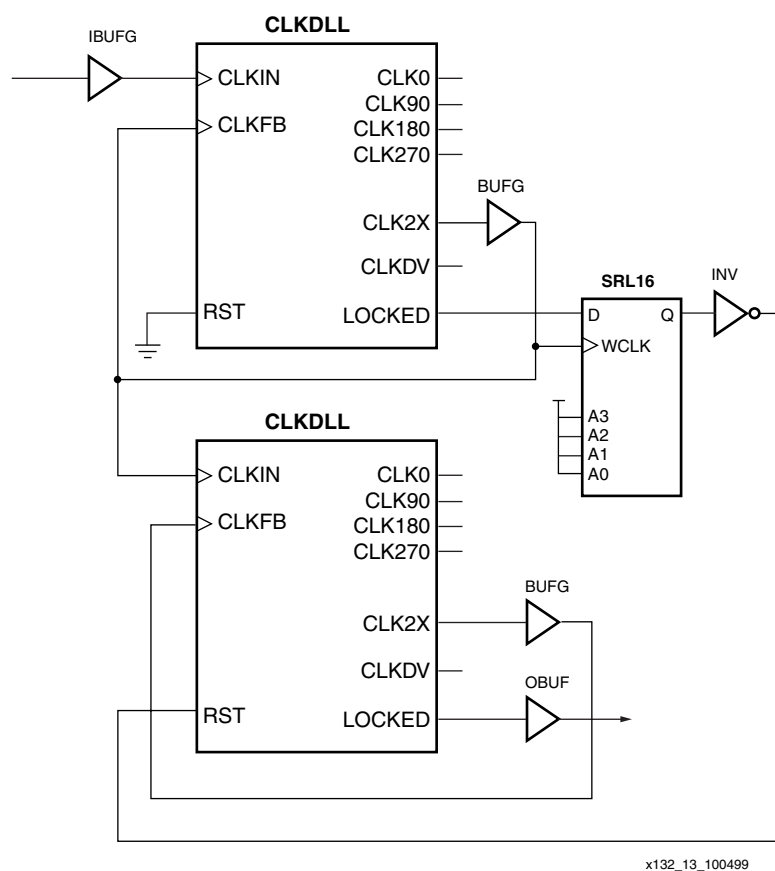 CLKDLL
IBUFG
CLKIN
CLKFB
RST
CLK0
CLK90
CLK180
CLK270
CLK2X
CLKDV
LOCKED
BUFG
SRL16
D
Q
WCLK
A3
A2
A1
A0
INV
CLKDLL
CLKIN
CLKFB
RST
CLK0
CLK90
CLK180
CLK270
CLK2X
CLKDV
LOCKED
BUFG
OBUF
x132_13_100499